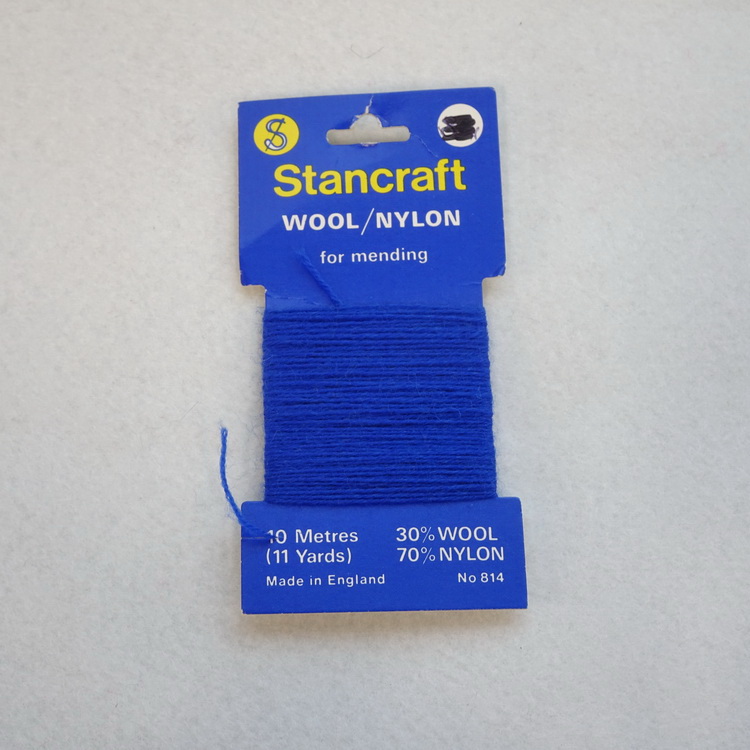 S
Stancraft
WOOL/NYLON
for mending
10 Metres 30% WOOL
(11 Yards) 70% NYLON
Made in England No 814